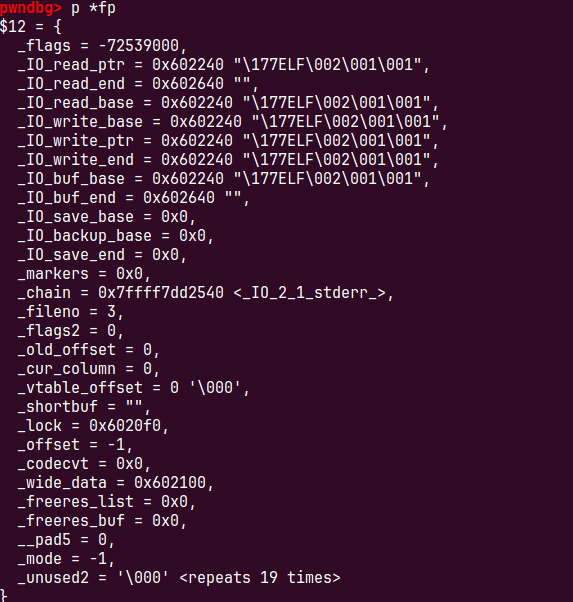 pwndbg> p *fp
$12 = {
  _flags = -72539000,
  _IO_read_ptr = 0x602240 "\177ELF\002\001\001",
  _IO_read_end = 0x602640 "",
  _IO_read_base = 0x602240 "\177ELF\002\001\001",
  _IO_write_base = 0x602240 "\177ELF\002\001\001",
  _IO_write_ptr = 0x602240 "\177ELF\002\001\001",
  _IO_write_end = 0x602240 "\177ELF\002\001\001",
  _IO_buf_base = 0x602240 "\177ELF\002\001\001",
  _IO_buf_end = 0x602640 "",
  _IO_save_base = 0x0,
  _IO_backup_base = 0x0,
  _IO_save_end = 0x0,
  _markers = 0x0,
  _chain = 0x7ffff7dd2540 <_IO_2_1_stderr_>,
  _fileno = 3,
  _flags2 = 0,
  _old_offset = 0,
  _cur_column = 0,
  _vtable_offset = 0 '\000',
  _shortbuf = "",
  _lock = 0x6020f0,
  _offset = -1,
  _codecvt = 0x0,
  _wide_data = 0x602100,
  _freeres_list = 0x0,
  _freeres_buf = 0x0,
  __pad5 = 0,
  _mode = -1,
  _unused2 = '\000' <repeats 19 times>
}